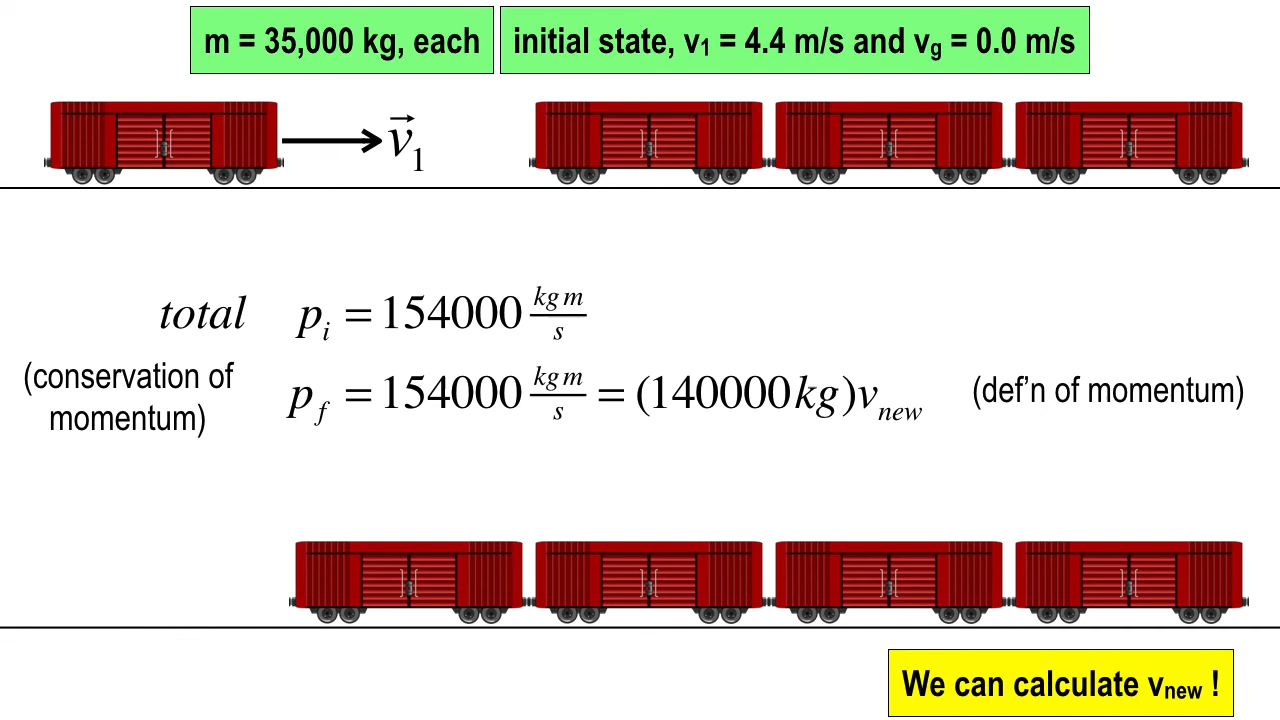 m = 35,000 kg, each
initial state, v₁ = 4.4 m/s and vg = 0.0 m/s
v⃗₁
total pᵢ = 154000 kg m / s
(conservation of
momentum)
p_f = 154000 kg m / s = (140000 kg) v_new
(def’n of momentum)
We can calculate vnew !